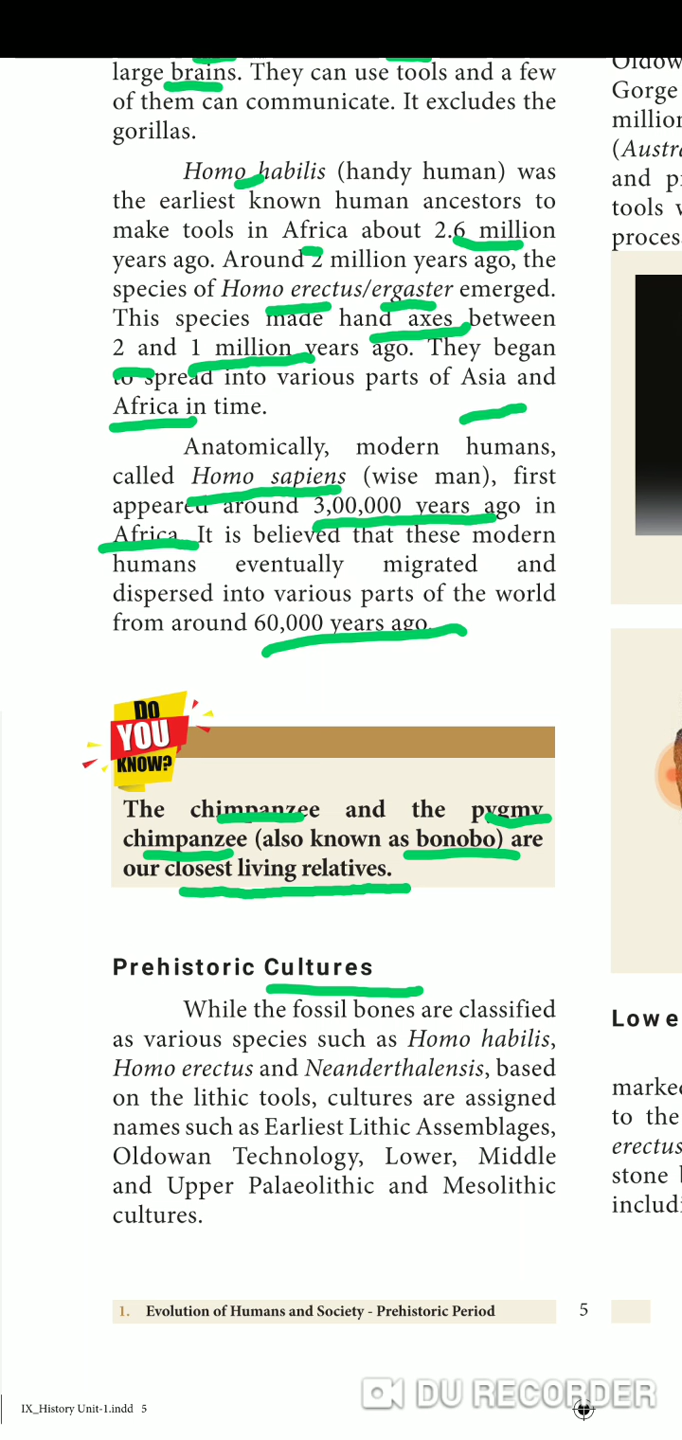 large brains. They can use tools and a few
of them can communicate. It excludes the
gorillas.
Homo habilis (handy human) was
the earliest known human ancestors to
make tools in Africa about 2.6 million
years ago. Around 2 million years ago, the
species of Homo erectus/ergaster emerged.
This species made hand axes between
2 and 1 million years ago. They began
to spread into various parts of Asia and
Africa in time.
Anatomically, modern humans,
called Homo sapiens (wise man), first
appeared around 3,00,000 years ago in
Africa. It is believed that these modern
humans eventually migrated and
dispersed into various parts of the world
from around 60,000 years ago.
DO
YOU
KNOW?
The chimpanzee and the pygmy
chimpanzee (also known as bonobo) are
our closest living relatives.
Prehistoric Cultures
While the fossil bones are classified
as various species such as Homo habilis,
Homo erectus and Neanderthalensis, based
on the lithic tools, cultures are assigned
names such as Earliest Lithic Assemblages,
Oldowan Technology, Lower, Middle
and Upper Palaeolithic and Mesolithic
cultures.
Gorge
million
(Austra
and p
tools
proces
Lowe
marke
to the
erectus
stone
includi
1. Evolution of Humans and Society - Prehistoric Period 5
IX_History Unit-1.indd 5
DU RECORDER